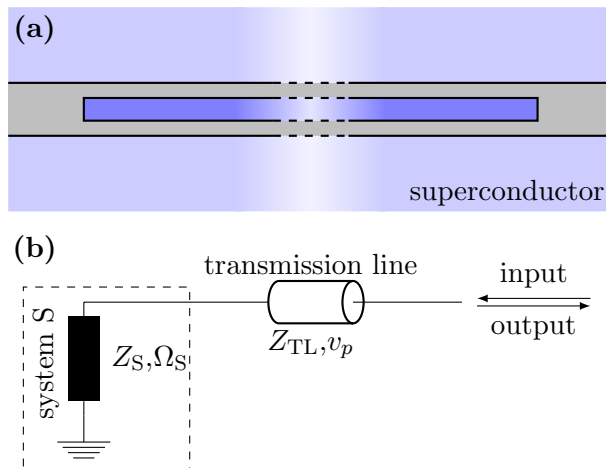 (a)
superconductor
(b)
transmission line
input
output
Z_TL,v_p
system S
Z_S,Ω_S